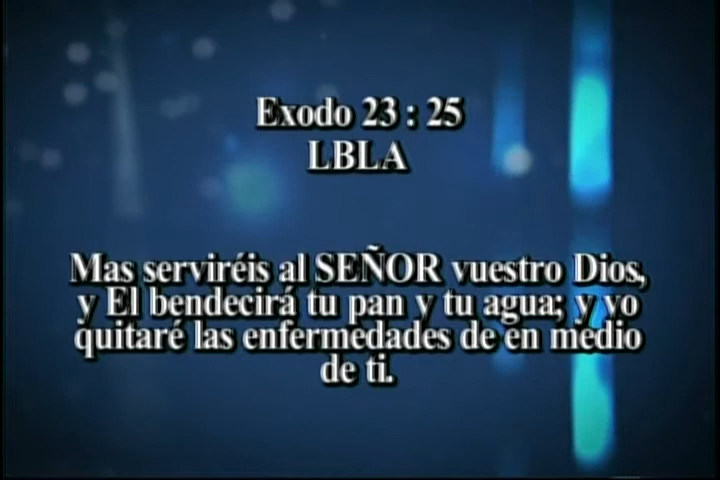 Exodo 23 : 25
LBLA
Mas serviréis al SEÑOR vuestro Dios,
y El bendecirá tu pan y tu agua; y yo
quitaré las enfermedades de en medio
de ti.